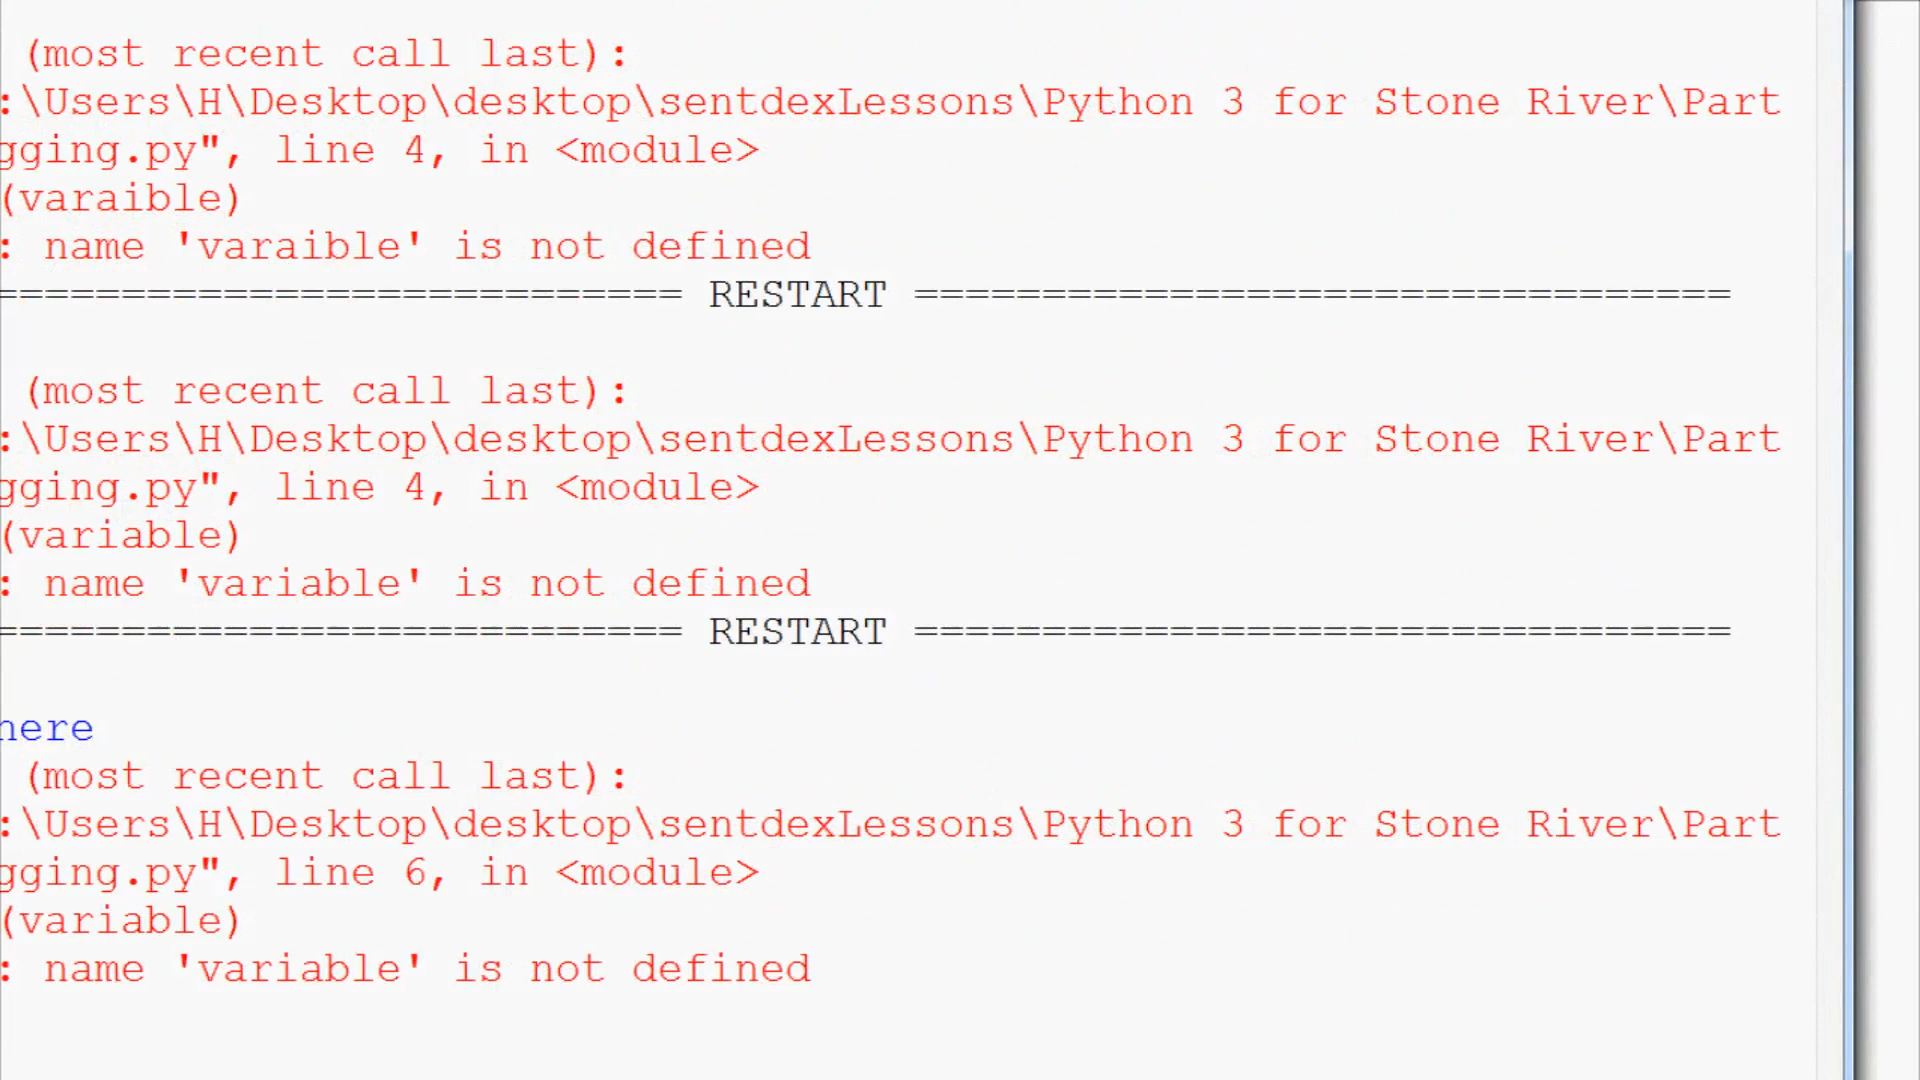 (most recent call last):
:\Users\H\Desktop\desktop\sentdexLessons\Python 3 for Stone River\Part
gging.py", line 4, in <module>
(varaible)
: name 'varaible' is not defined
=========================== RESTART ================================
(most recent call last):
:\Users\H\Desktop\desktop\sentdexLessons\Python 3 for Stone River\Part
gging.py", line 4, in <module>
(variable)
: name 'variable' is not defined
=========================== RESTART ================================
here
(most recent call last):
:\Users\H\Desktop\desktop\sentdexLessons\Python 3 for Stone River\Part
gging.py", line 6, in <module>
(variable)
: name 'variable' is not defined